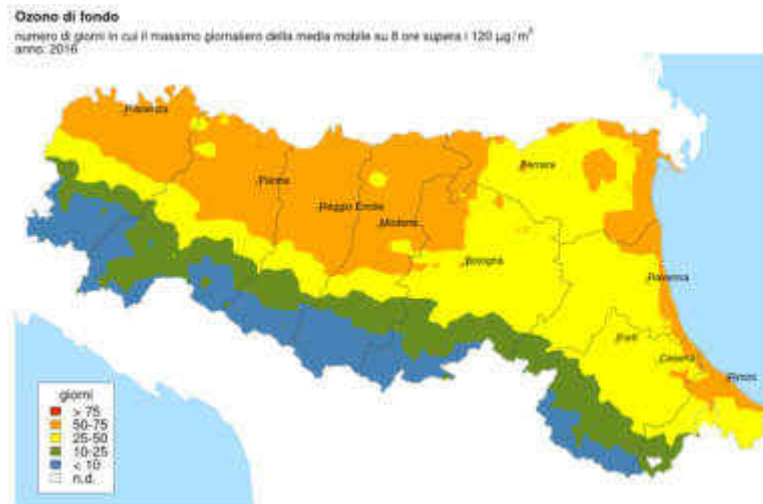 Ozono di fondo
numero di giorni in cui il massimo giornaliero della media mobile su 8 ore supera i 120 µg / m³
anno: 2016
Piacenza
Ferrara
Parma
Reggio Emilia
Modena
Bologna
Ravenna
Forlì
Cesena
Rimini
giorni
> 75
50-75
25-50
10-25
< 10
n.d.